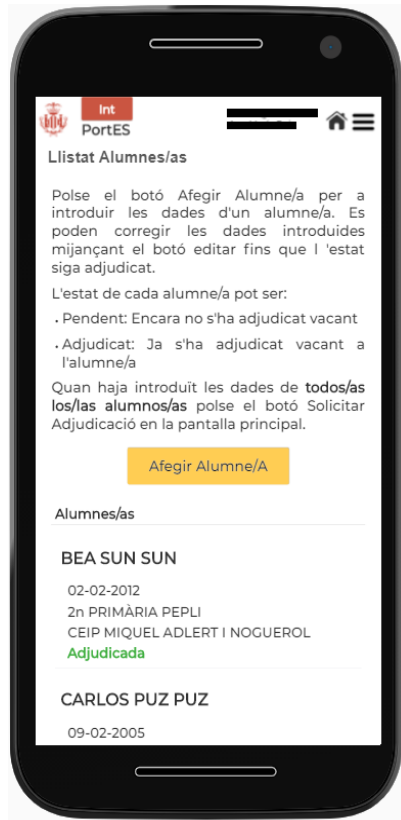 Int
PortES
Llistat Alumnes/as
Polse el botó Afegir Alumne/a per a
introduir les dades d'un alumne/a. Es
poden corregir les dades introduides
mijançant el botó editar fins que l 'estat
siga adjudicat.
L'estat de cada alumne/a pot ser:
• Pendent: Encara no s'ha adjudicat vacant
• Adjudicat: Ja s'ha adjudicat vacant a
l'alumne/a
Quan haja introduït les dades de todos/as
los/las alumnos/as polse el botó Solicitar
Adjudicació en la pantalla principal.
Afegir Alumne/A
Alumnes/as
BEA SUN SUN
02-02-2012
2n PRIMÀRIA PEPLI
CEIP MIQUEL ADLERT I NOGUEROL
Adjudicada
CARLOS PUZ PUZ
09-02-2005